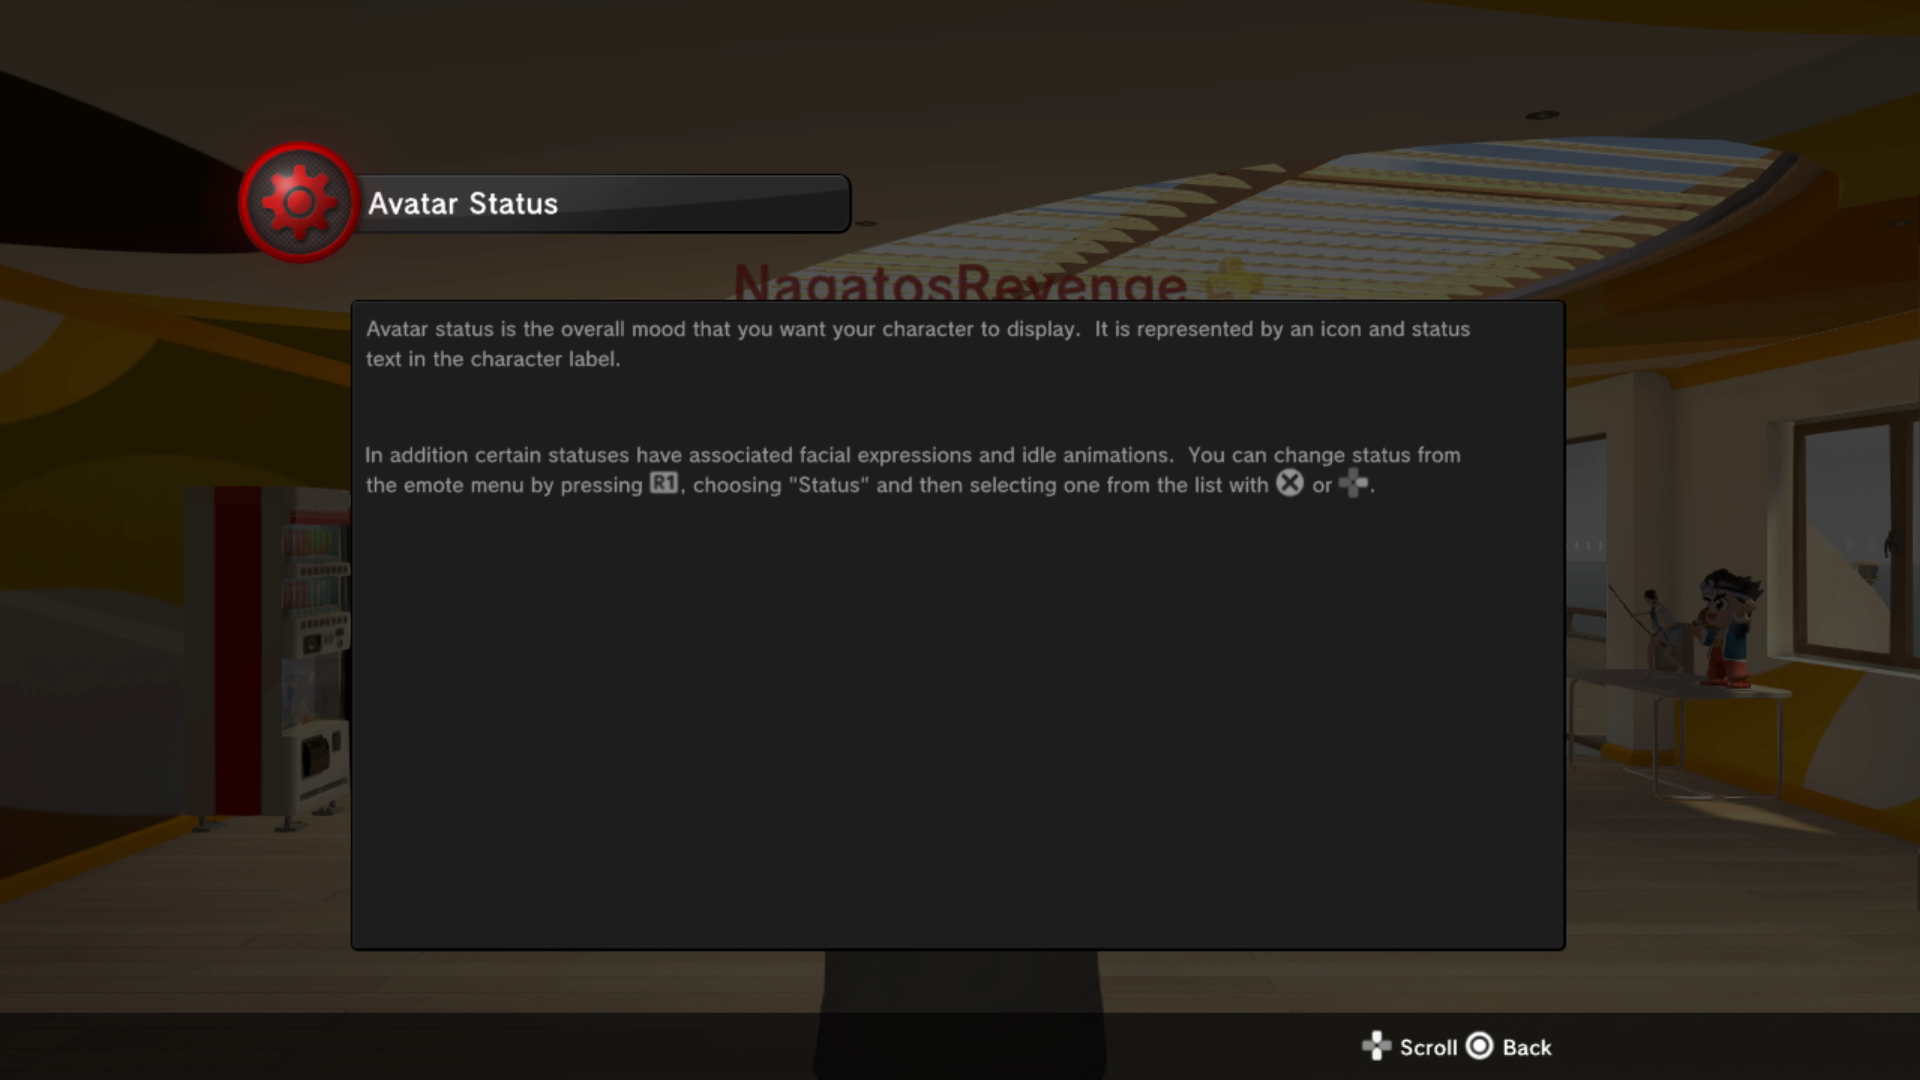 Avatar Status
NagatosRevenge
Avatar status is the overall mood that you want your character to display. It is represented by an icon and status
text in the character label.
In addition certain statuses have associated facial expressions and idle animations. You can change status from
the emote menu by pressing R1, choosing "Status" and then selecting one from the list with or .
Scroll Back